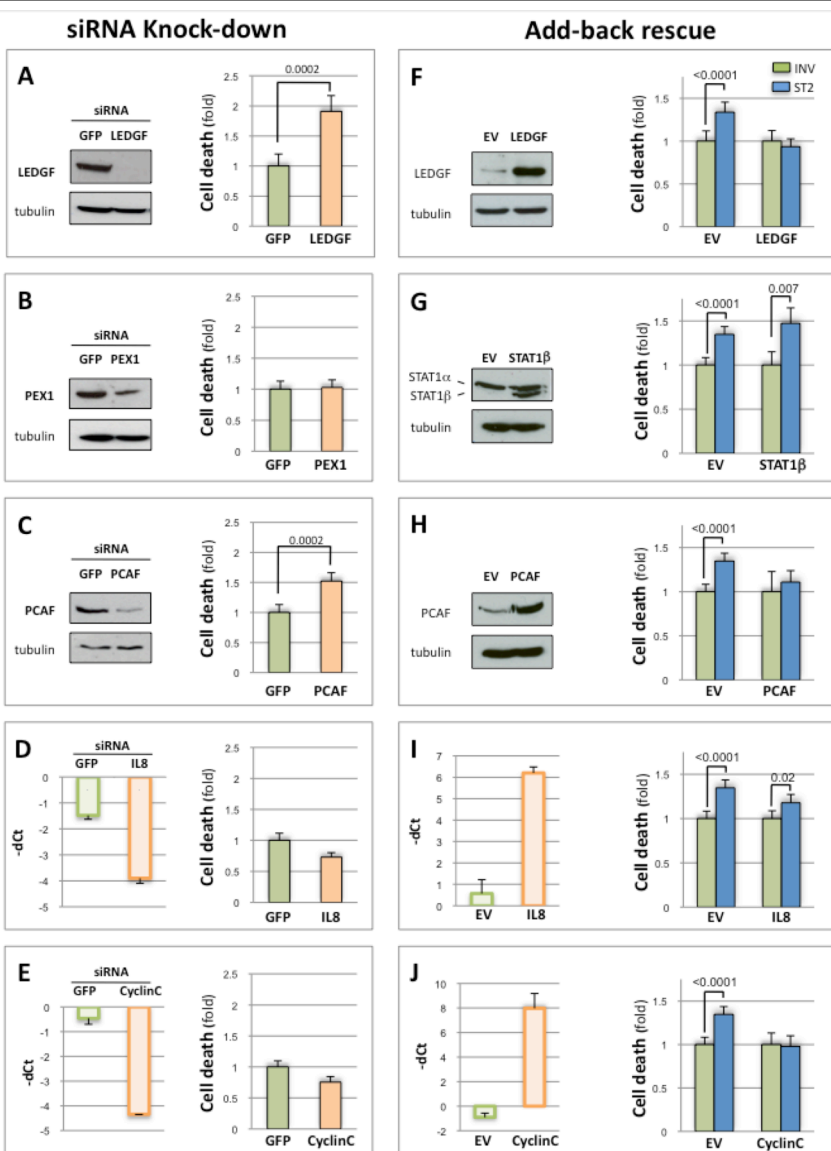 siRNA Knock-down
Add-back rescue
A
siRNA
GFP LEDGF
LEDGF
tubulin
Cell death (fold)
2.5
2
1.5
1
0.5
0
0.0002
GFP LEDGF
F
EV LEDGF
LEDGF
tubulin
Cell death (fold)
1.5
1
0.5
0
<0.0001
INV
ST2
EV LEDGF
B
siRNA
GFP PEX1
PEX1
tubulin
Cell death (fold)
2.5
2
1.5
1
0.5
0
GFP PEX1
G
EV STAT1β
STAT1α
STAT1β
tubulin
Cell death (fold)
1.5
1
0.5
0
<0.0001
0.007
EV STAT1β
C
siRNA
GFP PCAF
PCAF
tubulin
Cell death (fold)
2.5
2
1.5
1
0.5
0
0.0002
GFP PCAF
H
EV PCAF
PCAF
tubulin
Cell death (fold)
1.5
1
0.5
0
<0.0001
EV PCAF
D
siRNA
GFP IL8
-dCt
0
-1
-2
-3
-4
-5
Cell death (fold)
2.5
2
1.5
1
0.5
0
GFP IL8
I
-dCt
7
6
5
4
3
2
1
0
EV IL8
Cell death (fold)
1.5
1
0.5
0
<0.0001
0.02
EV IL8
E
siRNA
GFP CyclinC
-dCt
0
-1
-2
-3
-4
-5
Cell death (fold)
2.5
2
1.5
1
0.5
0
GFP CyclinC
J
-dCt
10
8
6
4
2
0
-2
EV CyclinC
Cell death (fold)
1.5
1
0.5
0
<0.0001
EV CyclinC